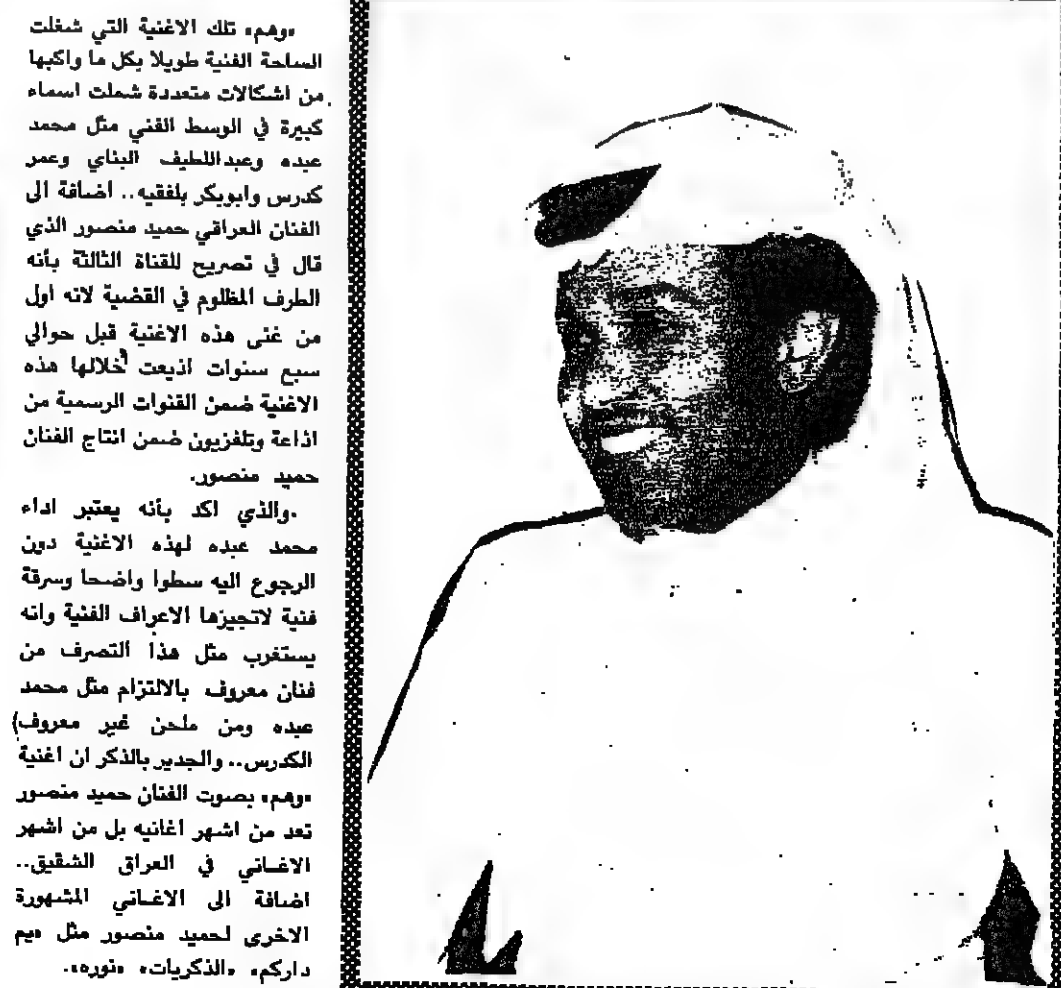 «وهم» تلك الاغنية التي شغلت
الساحة الفنية طويلا بكل ما واكبها
من اشكالات متعددة شملت اسماء
كبيرة في الوسط الفني مثل محمد
عبده وعبداللطيف البناي وعمر
كدرس وابوبكر بلفقيه.. اضافة الى
الفنان العراقي حميد منصور الذي
قال في تصريح للقناة الثالثة بأنه
الطرف المظلوم في القضية لانه اول
من غنى هذه الاغنية قبل حوالي
سبع سنوات اذيعت خلالها هذه
الاغنية ضمن القنوات الرسمية من
اذاعة وتلفزيون ضمن انتاج الفنان
حميد منصور.
.والذي اكد بأنه يعتبر اداء
محمد عبده لهذه الاغنية دون
الرجوع اليه سطوا واضحا وسرقة
فنية لاتجيزها الاعراف الفنية وانه
يستغرب مثل هذا التصرف من
فنان معروف بالالتزام مثل محمد
عبده ومن ملحن غير معروف)
الكدرس.. والجدير بالذكر ان اغنية
«وهم» بصوت الفنان حميد منصور
تعد من اشهر اغانيه بل من اشهر
الاغاني في العراق الشقيق..
اضافة الى الاغاني المشهورة
الاخرى لحميد منصور مثل «يم
داركم» «الذكريات» «نوره».